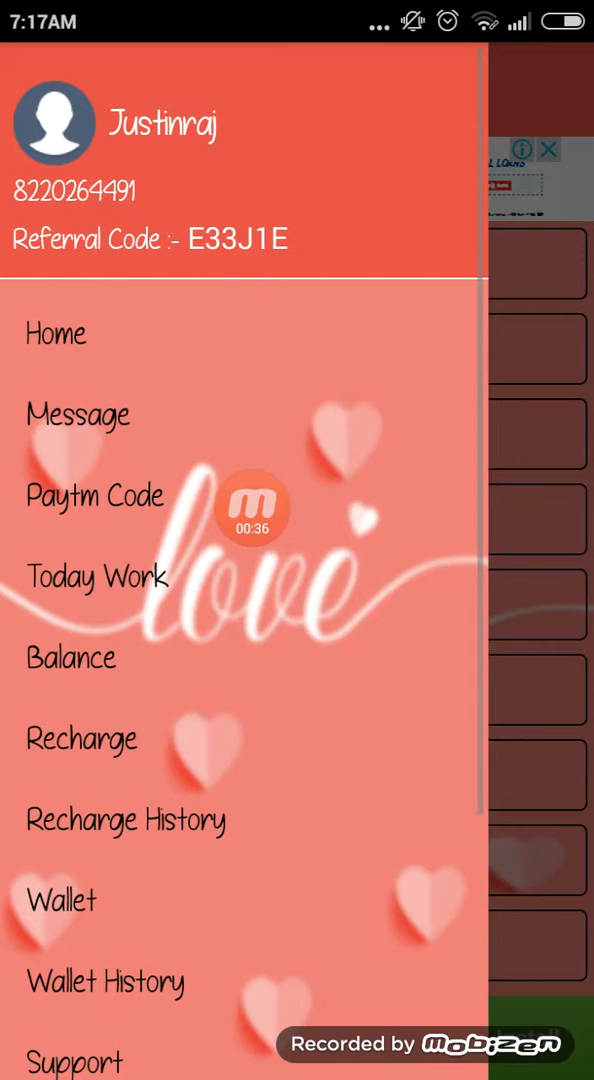 7:17AM
Justinraj
8220264491
Referral Code :- E33J1E
Home
Message
Paytm Code
00:36
Today Work
love
Balance
Recharge
Recharge History
Wallet
Wallet History
Support
Recorded by mobizen